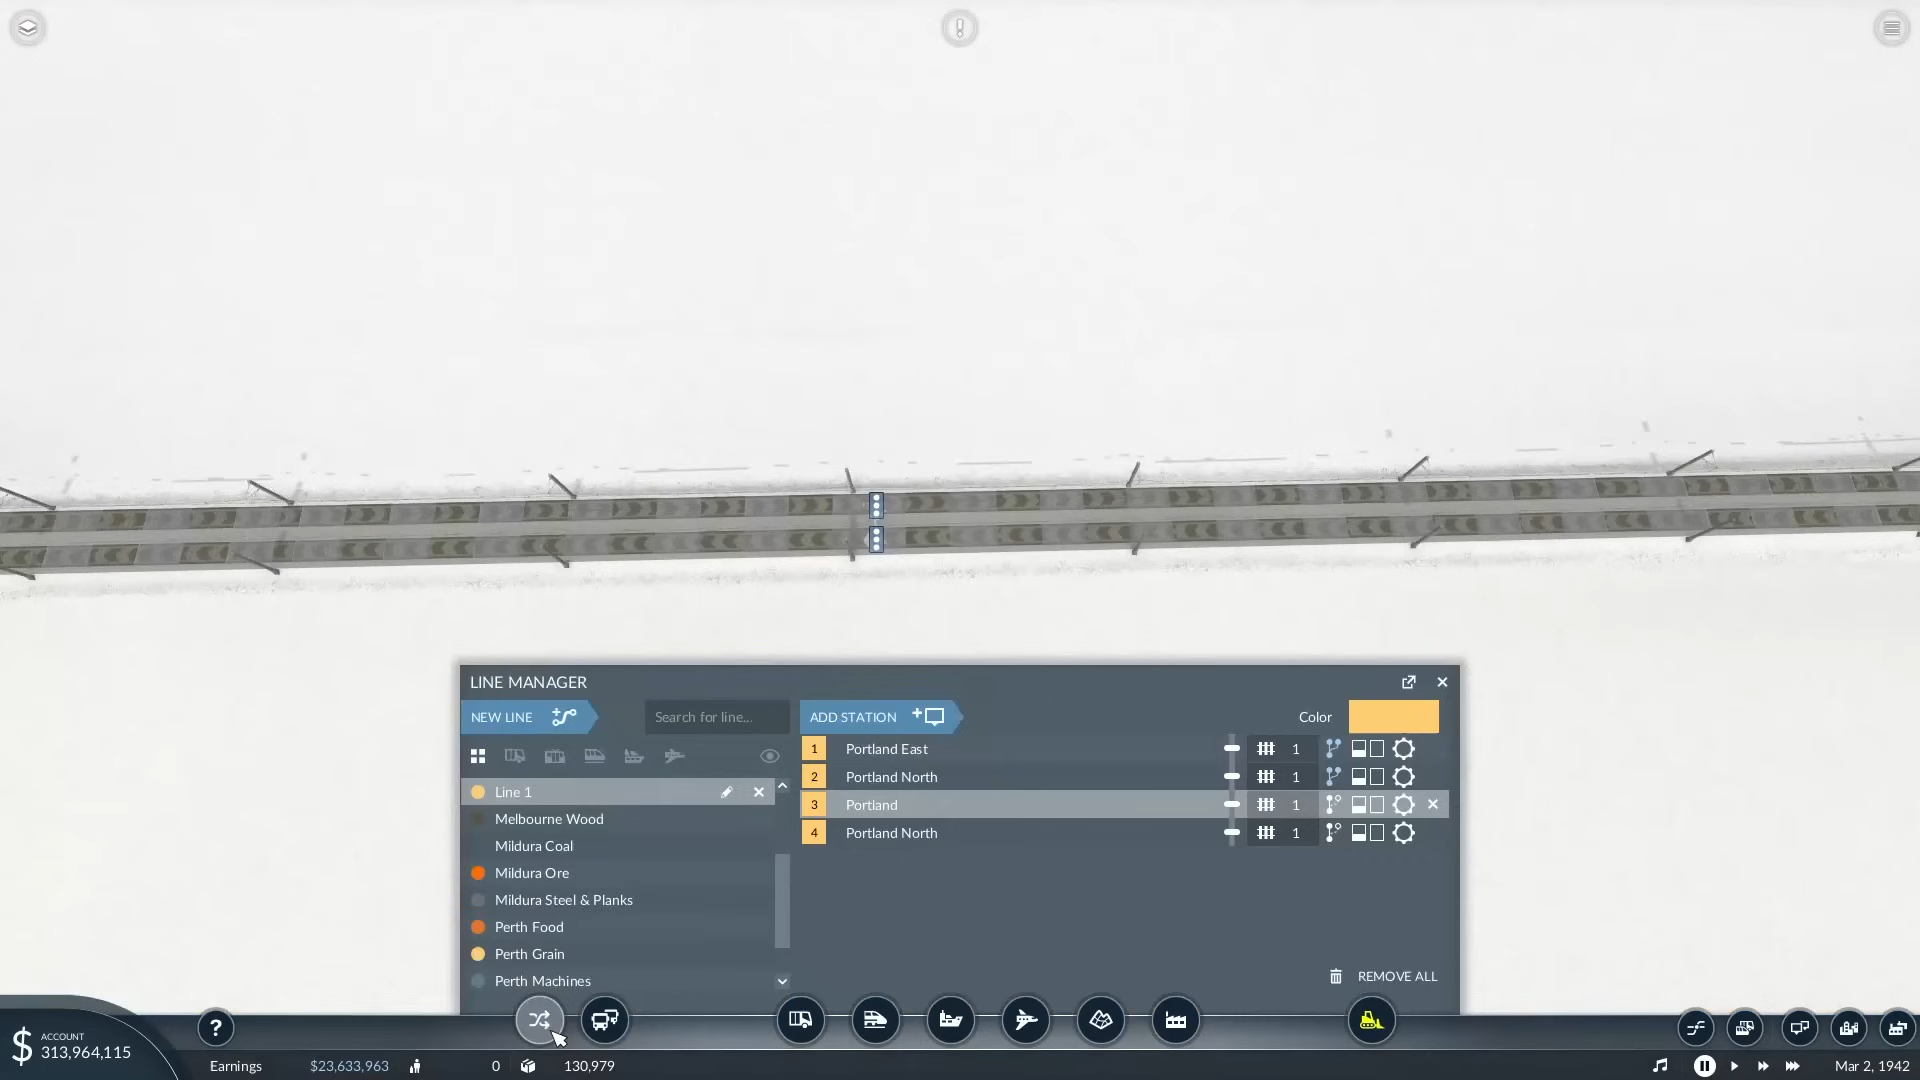 LINE MANAGER
NEW LINE
Search for line...
ADD STATION
Color
1 Portland East 1
2 Portland North 1
3 Portland 1
4 Portland North 1
Line 1
Melbourne Wood
Mildura Coal
Mildura Ore
Mildura Steel & Planks
Perth Food
Perth Grain
Perth Machines
REMOVE ALL
?
$ ACCOUNT
313,964,115
Earnings $23,633,963 0 130,979 Mar 2, 1942